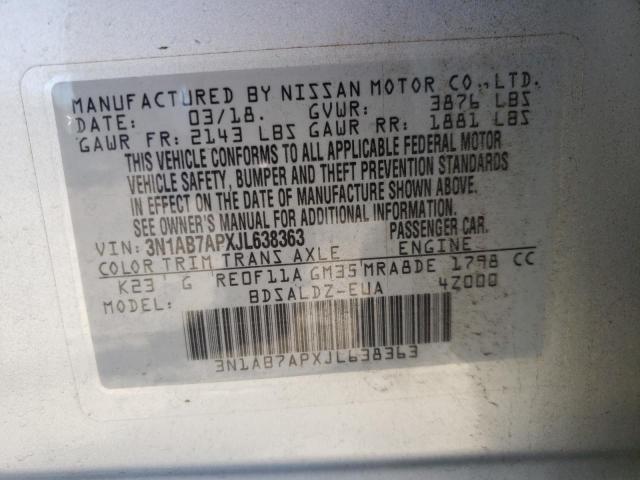 MANUFACTURED BY NISSAN MOTOR CO.,LTD.
DATE: 03/18. GVWR: 3876 LBS
GAWR FR: 2143 LBS GAWR RR: 1881 LBS
THIS VEHICLE CONFORMS TO ALL APPLICABLE FEDERAL MOTOR
VEHICLE SAFETY, BUMPER AND THEFT PREVENTION STANDARDS
IN EFFECT ON THE DATE OF MANUFACTURE SHOWN ABOVE.
SEE OWNER'S MANUAL FOR ADDITIONAL INFORMATION.
VIN: 3N1AB7APXJL638363 PASSENGER CAR.
COLOR TRIM TRANS AXLE ENGINE
K23 G RE0F11A GM35 MRA8DE 1798 CC
MODEL: BDSALDZ-EUA 4Z000
3N1AB7APXJL638363